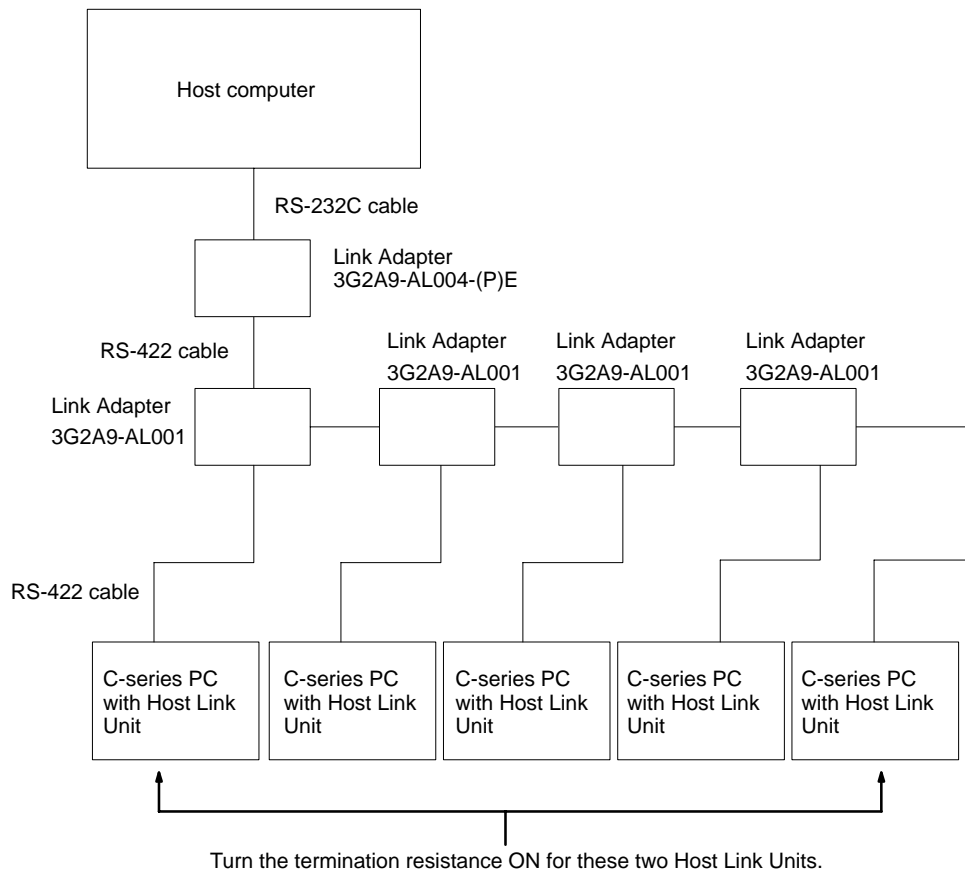 Host computer
RS-232C cable
Link Adapter
3G2A9-AL004-(P)E
RS-422 cable
Link Adapter
3G2A9-AL001
Link Adapter
3G2A9-AL001
Link Adapter
3G2A9-AL001
Link Adapter
3G2A9-AL001
RS-422 cable
C-series PC
with Host Link
Unit
C-series PC
with Host Link
Unit
C-series PC
with Host Link
Unit
C-series PC
with Host Link
Unit
C-series PC
with Host Link
Unit
Turn the termination resistance ON for these two Host Link Units.